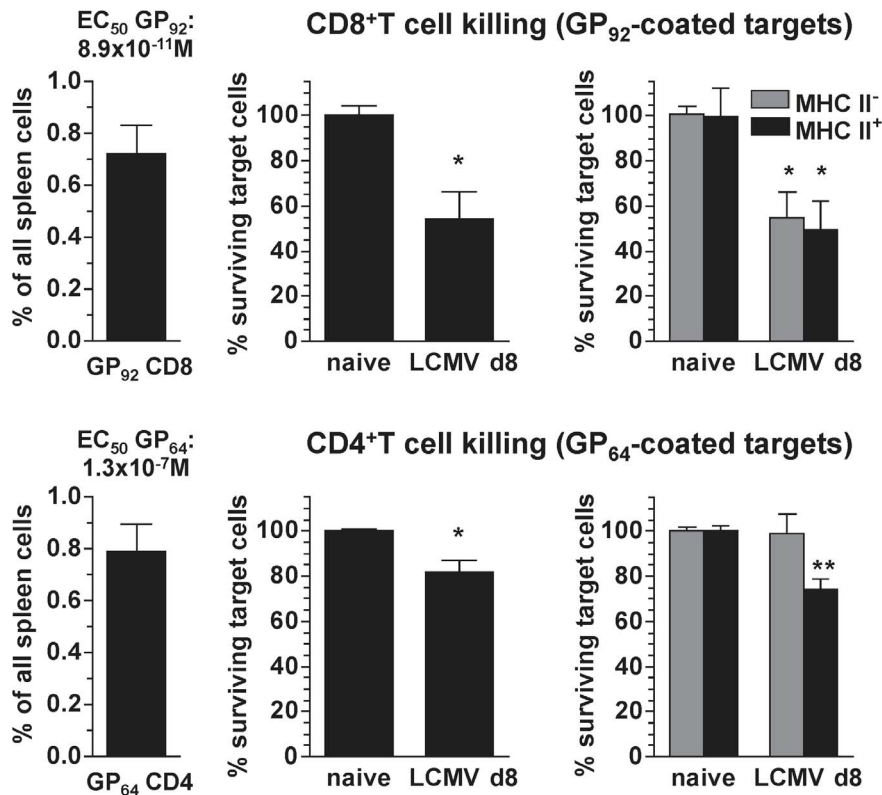 EC₅₀ GP₉₂:
8.9x10⁻¹¹M
CD8⁺T cell killing (GP₉₂-coated targets)
% of all spleen cells
1.0
0.8
0.6
0.4
0.2
0.0
GP₉₂ CD8
% surviving target cells
100
80
60
40
20
0
*
naive LCMV d8
% surviving target cells
100
80
60
40
20
0
MHC II⁻
MHC II⁺
* *
naive LCMV d8
EC₅₀ GP₆₄:
1.3x10⁻⁷M
CD4⁺T cell killing (GP₆₄-coated targets)
% of all spleen cells
1.0
0.8
0.6
0.4
0.2
0.0
GP₆₄ CD4
% surviving target cells
100
80
60
40
20
0
*
naive LCMV d8
% surviving target cells
100
80
60
40
20
0
**
naive LCMV d8